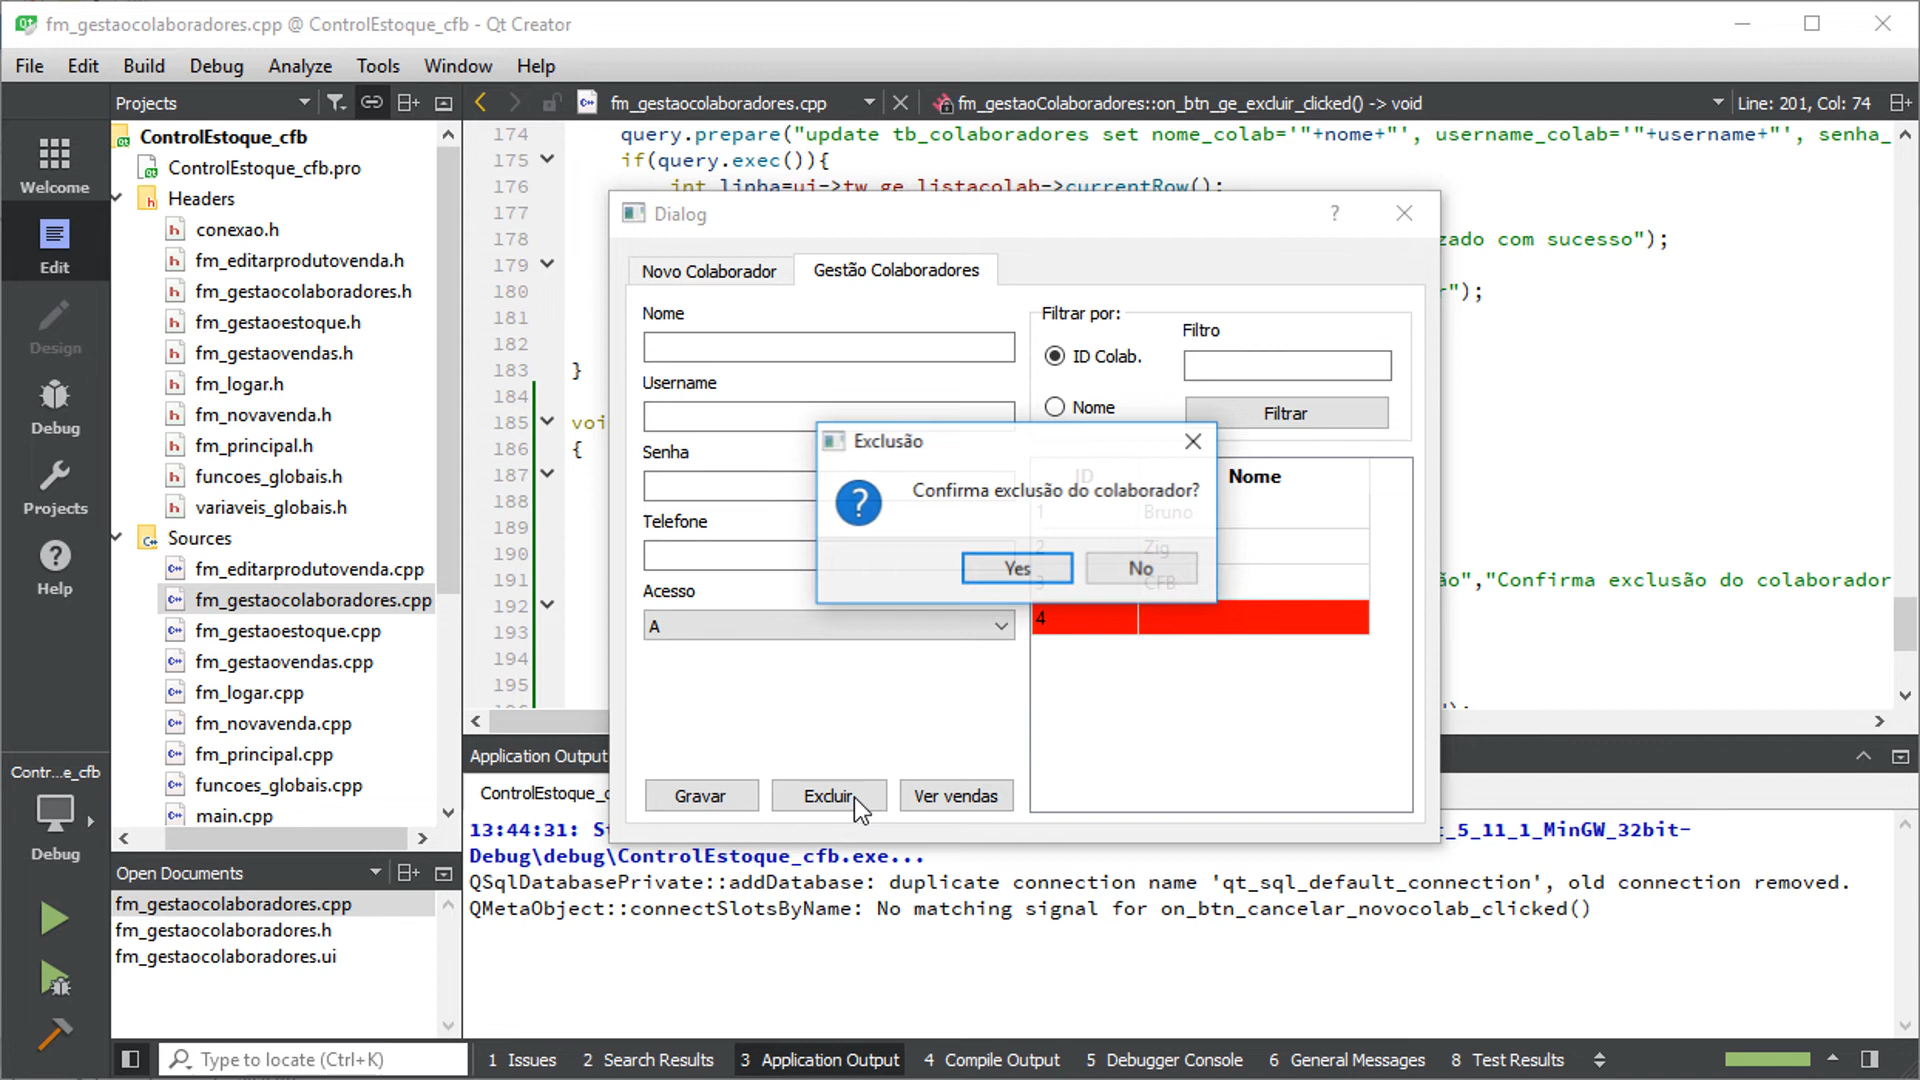 fm_gestaocolaboradores.cpp @ ControlEstoque_cfb - Qt Creator
File Edit Build Debug Analyze Tools Window Help
Projects
fm_gestaocolaboradores.cpp
fm_gestaoColaboradores::on_btn_ge_excluir_clicked() -> void
Line: 201, Col: 74
Welcome
Edit
Design
Debug
Projects
Help
Contr...e_cfb
Debug
ControlEstoque_cfb
ControlEstoque_cfb.pro
Headers
conexao.h
fm_editarprodutovenda.h
fm_gestaocolaboradores.h
fm_gestaoestoque.h
fm_gestaovendas.h
fm_logar.h
fm_novavenda.h
fm_principal.h
funcoes_globais.h
variaveis_globais.h
Sources
fm_editarprodutovenda.cpp
fm_gestaocolaboradores.cpp
fm_gestaoestoque.cpp
fm_gestaovendas.cpp
fm_logar.cpp
fm_novavenda.cpp
fm_principal.cpp
funcoes_globais.cpp
main.cpp
Open Documents
fm_gestaocolaboradores.cpp
fm_gestaocolaboradores.h
fm_gestaocolaboradores.ui
174 query.prepare("update tb_colaboradores set nome_colab='"+nome+"', username_colab='"+username+"', senha_
175 if(query.exec()){
176 int linha=ui->tw_ge_listacolab->currentRow();
177
178 zado com sucesso");
179
180 r");
181
182
183 }
184
185 voi
186 {
187
188
189
190
191 ão","Confirma exclusão do colaborador
192
193
194
195
Dialog
?
Novo Colaborador
Gestão Colaboradores
Nome
Username
Senha
Telefone
Acesso
A
Gravar
Excluir
Ver vendas
Filtrar por:
ID Colab.
Nome
Filtro
Filtrar
ID Nome
1 Bruno
2 Zig
3 CFB
4
Exclusão
Confirma exclusão do colaborador?
Yes
No
Application Output
ControlEstoque_c
13:44:31: S t_5_11_1_MinGW_32bit-
Debug\debug\ControlEstoque_cfb.exe...
QSqlDatabasePrivate::addDatabase: duplicate connection name 'qt_sql_default_connection', old connection removed.
QMetaObject::connectSlotsByName: No matching signal for on_btn_cancelar_novocolab_clicked()
Type to locate (Ctrl+K)
1 Issues 2 Search Results 3 Application Output 4 Compile Output 5 Debugger Console 6 General Messages 8 Test Results